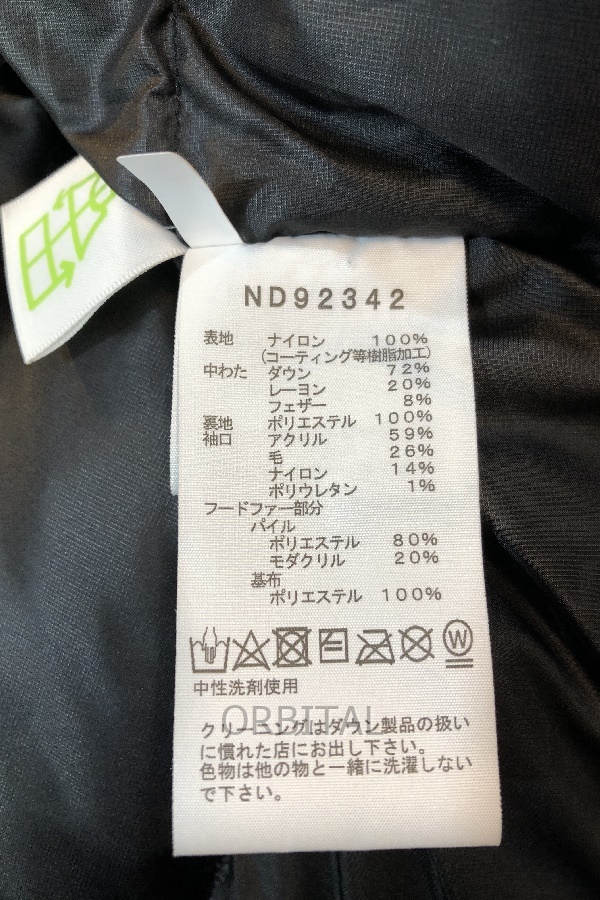 ND92342
表地 ナイロン 100%
(コーティング等樹脂加工)
中わた ダウン 72%
レーヨン 20%
フェザー 8%
裏地 ポリエステル 100%
袖口 アクリル 59%
毛 26%
ナイロン 14%
ポリウレタン 1%
フードファー部分
パイル
ポリエステル 80%
モダクリル 20%
基布
ポリエステル 100%
W
中性洗剤使用
ORBITAL
クリーニングはダウン製品の扱い
に慣れた店にお出し下さい。
色物は他の物と一緒に洗濯しない
で下さい。